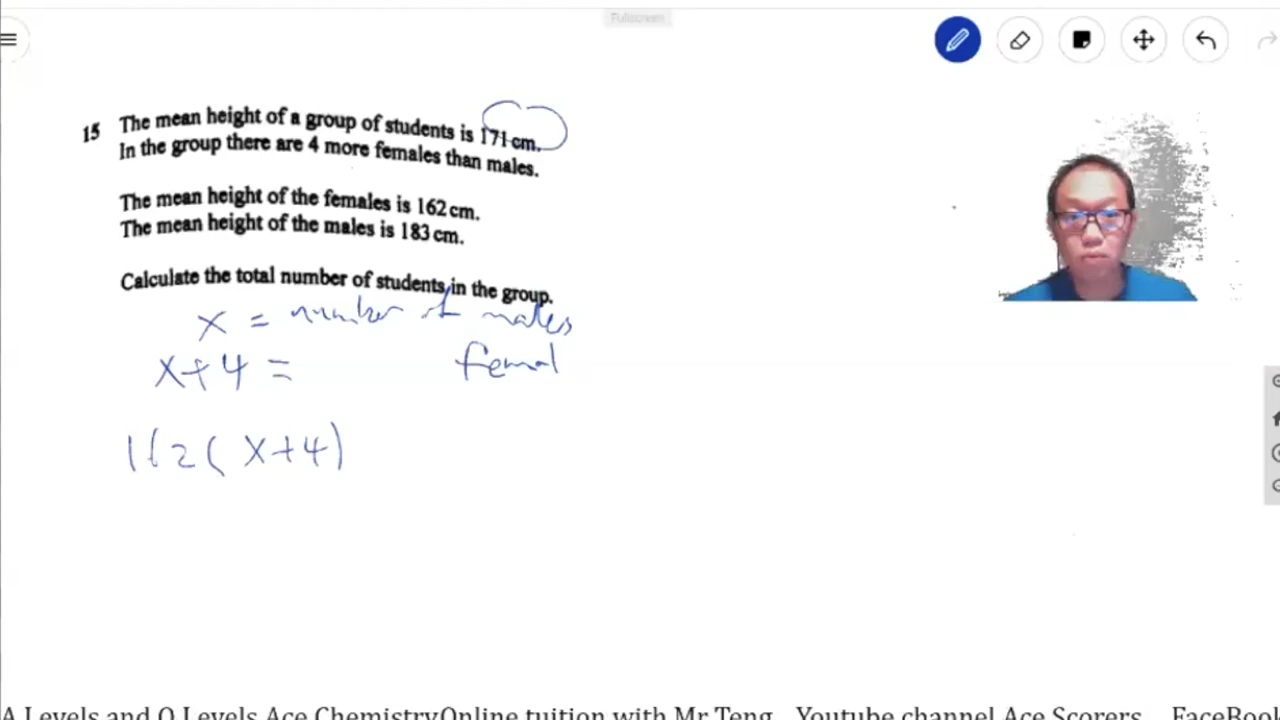 Fullscreen
15 The mean height of a group of students is 171 cm.
In the group there are 4 more females than males.
The mean height of the females is 162 cm.
The mean height of the males is 183 cm.
Calculate the total number of students in the group.
x = number of males
x+4 = femal
162(x+4)
A Levels and O Levels Ace ChemistryOnline tuition with Mr Teng Youtube channel Ace Scorers FaceBool